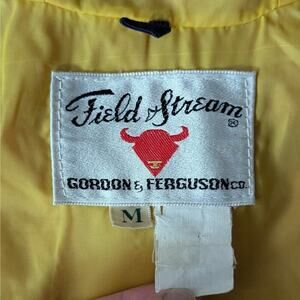 Field & Stream ®
GORDON & FERGUSON CO.
M